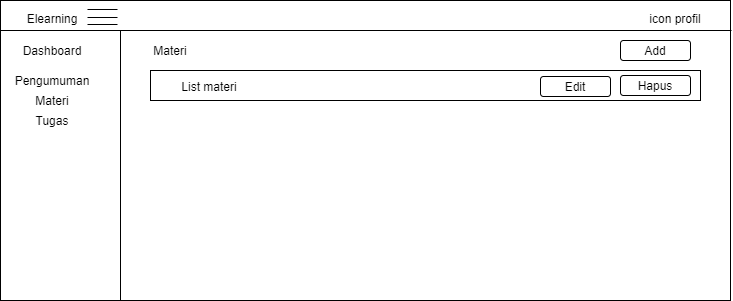 Elearning
icon profil
Dashboard
Pengumuman
Materi
Tugas
Materi
Add
List materi
Edit
Hapus